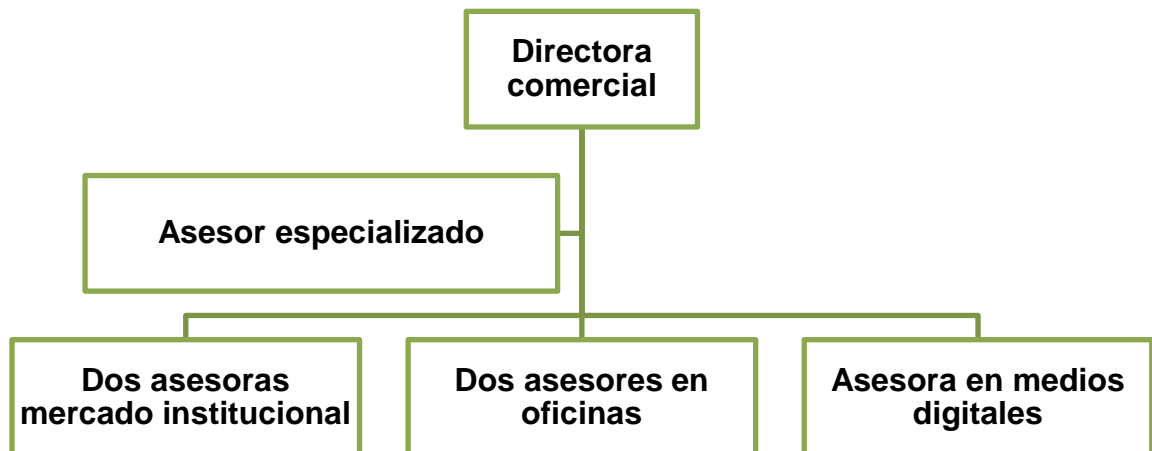 Directora
comercial
Asesor especializado
Dos asesoras
mercado institucional
Dos asesores en
oficinas
Asesora en medios
digitales